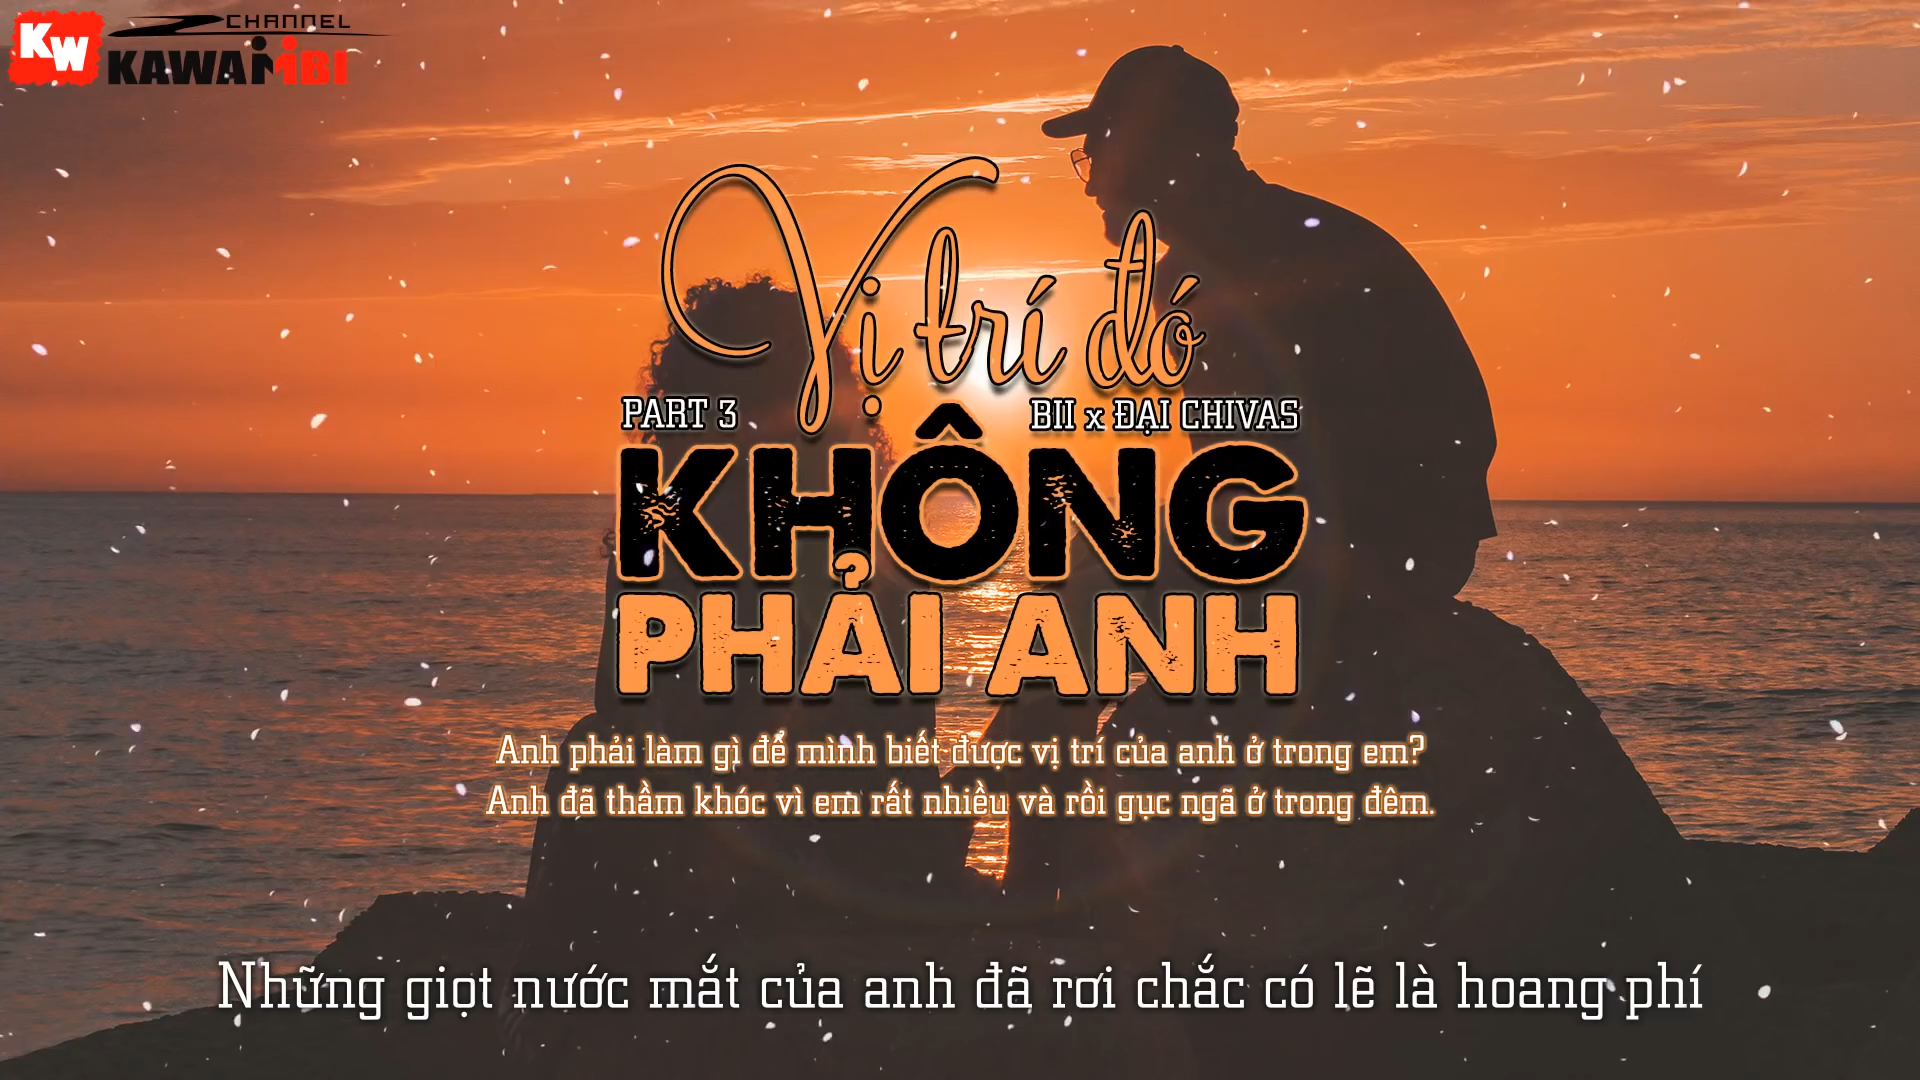 KW
CHANNEL
KAWAIIBI
Vị trí đó
PART 3
BII x ĐẠI CHIVAS
KHÔNG
PHẢI ANH
Anh phải làm gì để mình biết được vị trí của anh ở trong em?
Anh đã thầm khóc vì em rất nhiều và rồi gục ngã ở trong đêm.
Những giọt nước mắt của anh đã rơi chắc có lẽ là hoang phí